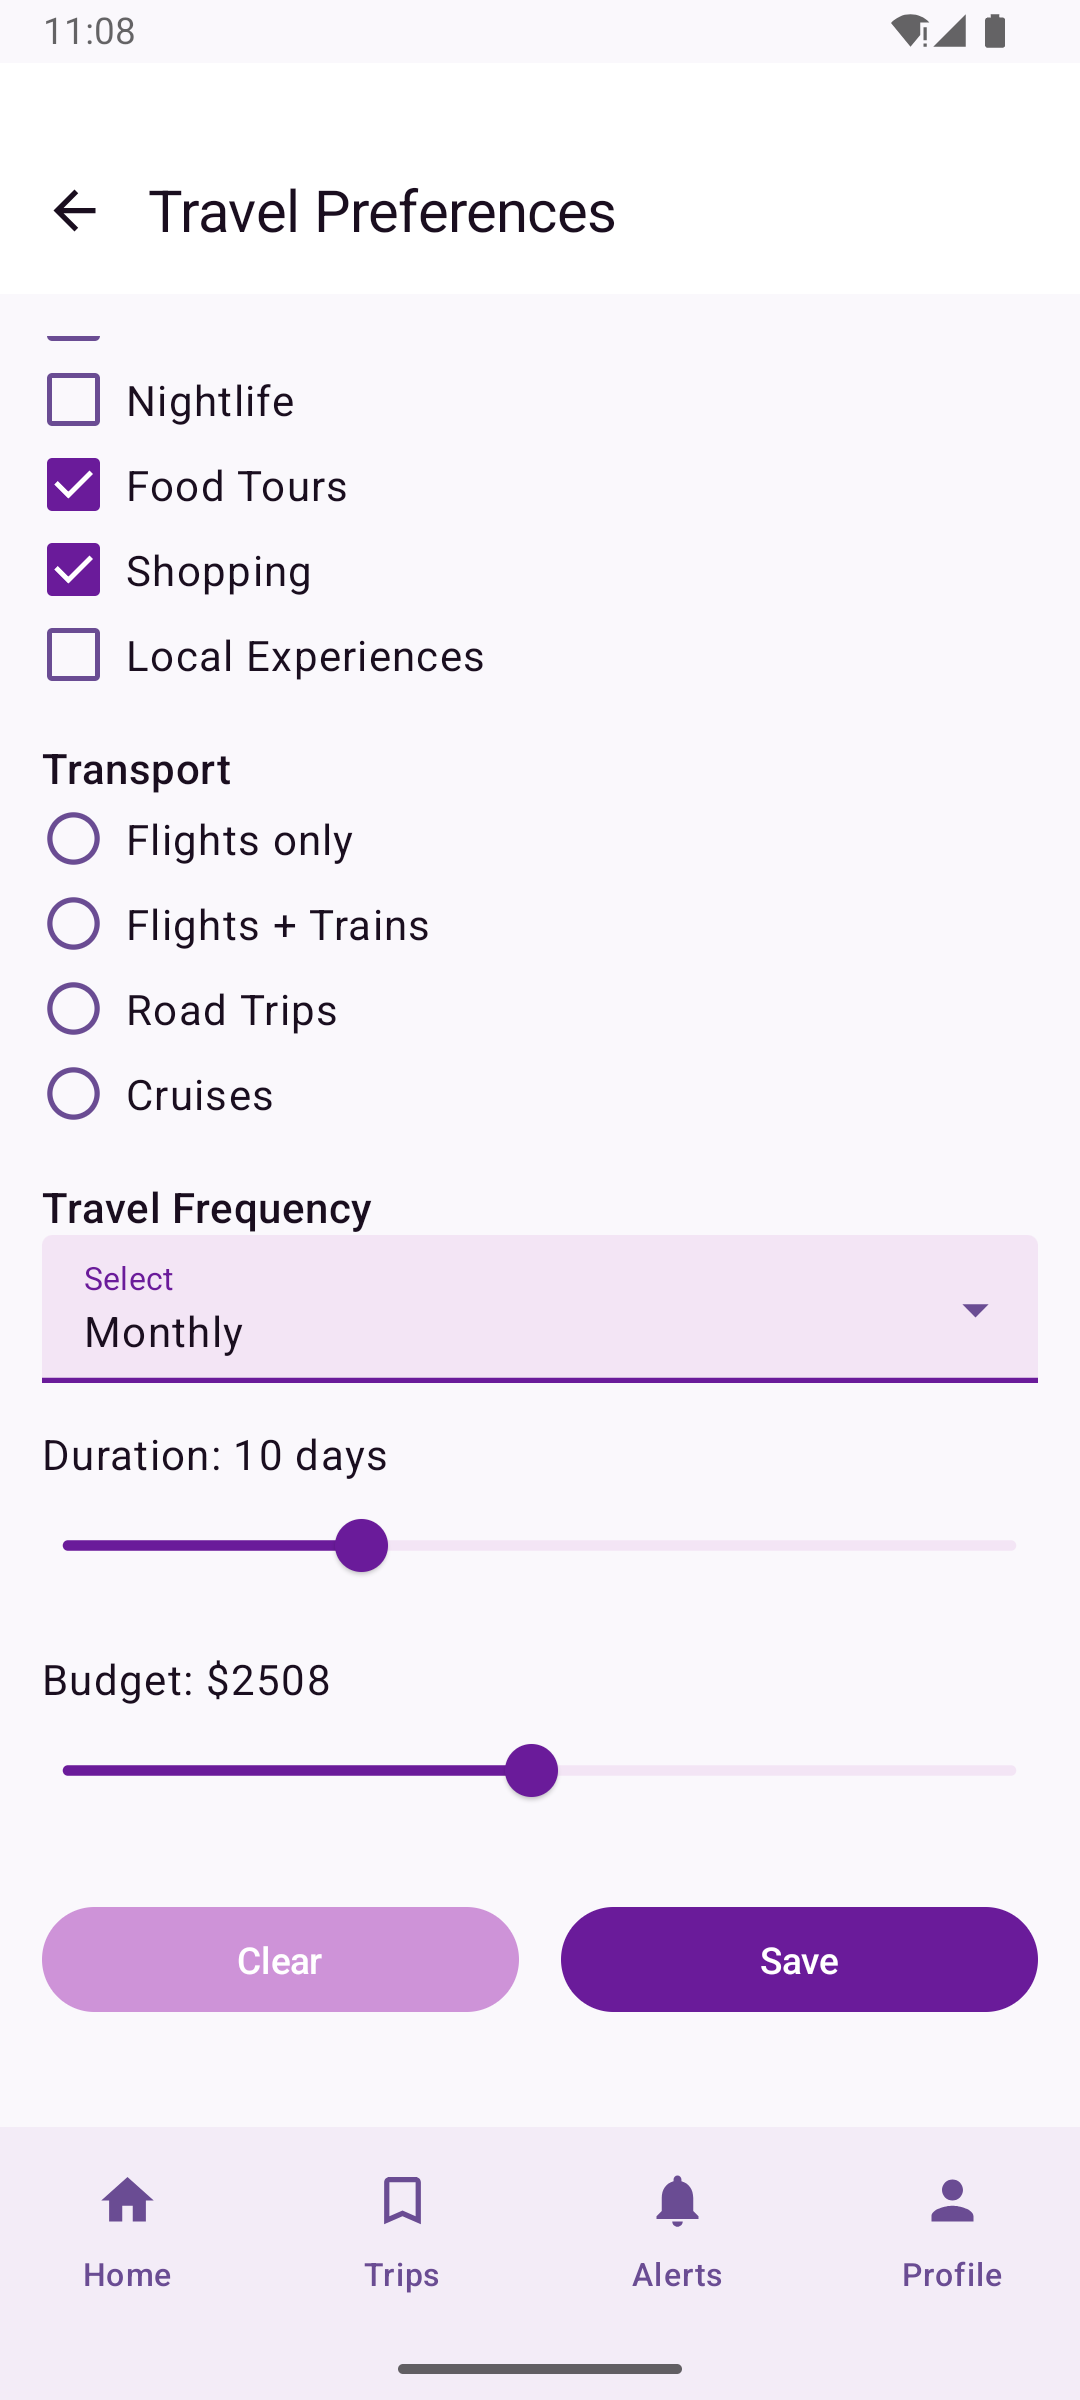 11:08
Travel Preferences
Nightlife
Food Tours
Shopping
Local Experiences
Transport
Flights only
Flights + Trains
Road Trips
Cruises
Travel Frequency
Select
Monthly
Duration: 10 days
Budget: $2508
Clear
Save
Home
Trips
Alerts
Profile